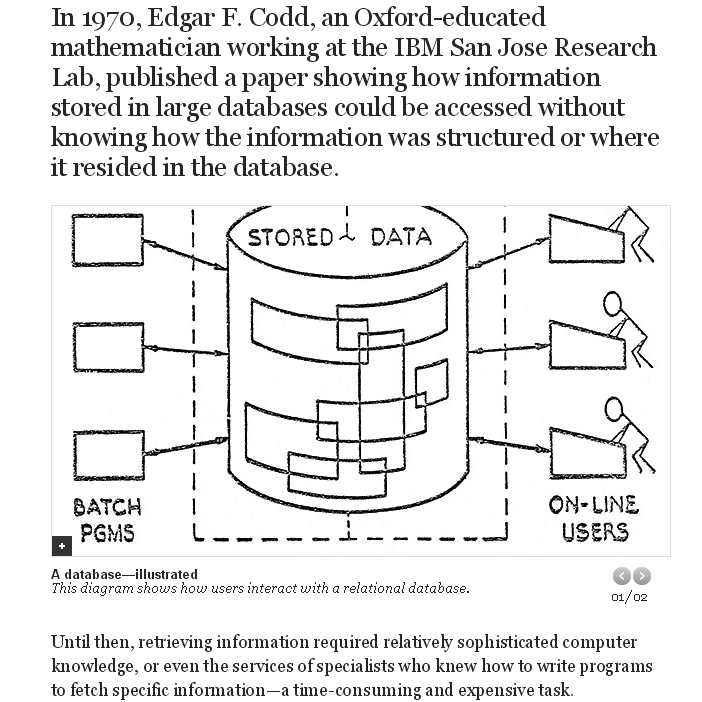 In 1970, Edgar F. Codd, an Oxford-educated
mathematician working at the IBM San Jose Research
Lab, published a paper showing how information
stored in large databases could be accessed without
knowing how the information was structured or where
it resided in the database.
STORED DATA
BATCH
PGMS
ON-LINE
USERS
+
A database—illustrated
This diagram shows how users interact with a relational database.
01/02
Until then, retrieving information required relatively sophisticated computer
knowledge, or even the services of specialists who knew how to write programs
to fetch specific information—a time-consuming and expensive task.